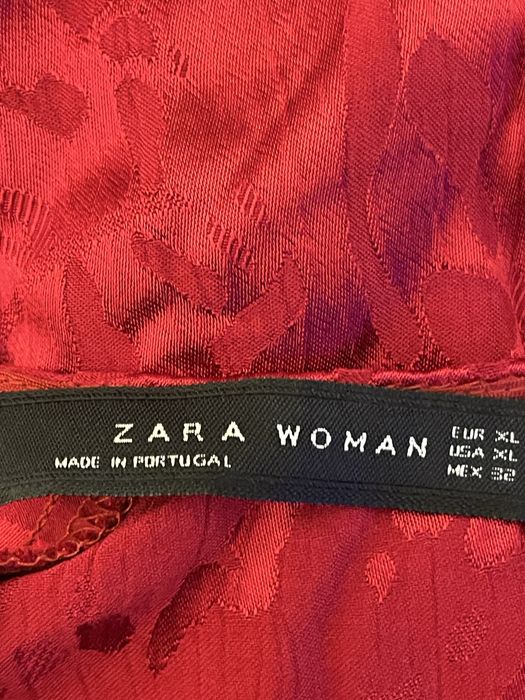 ZARA WOMAN
MADE IN PORTUGAL
EUR XL
USA XL
MEX 32